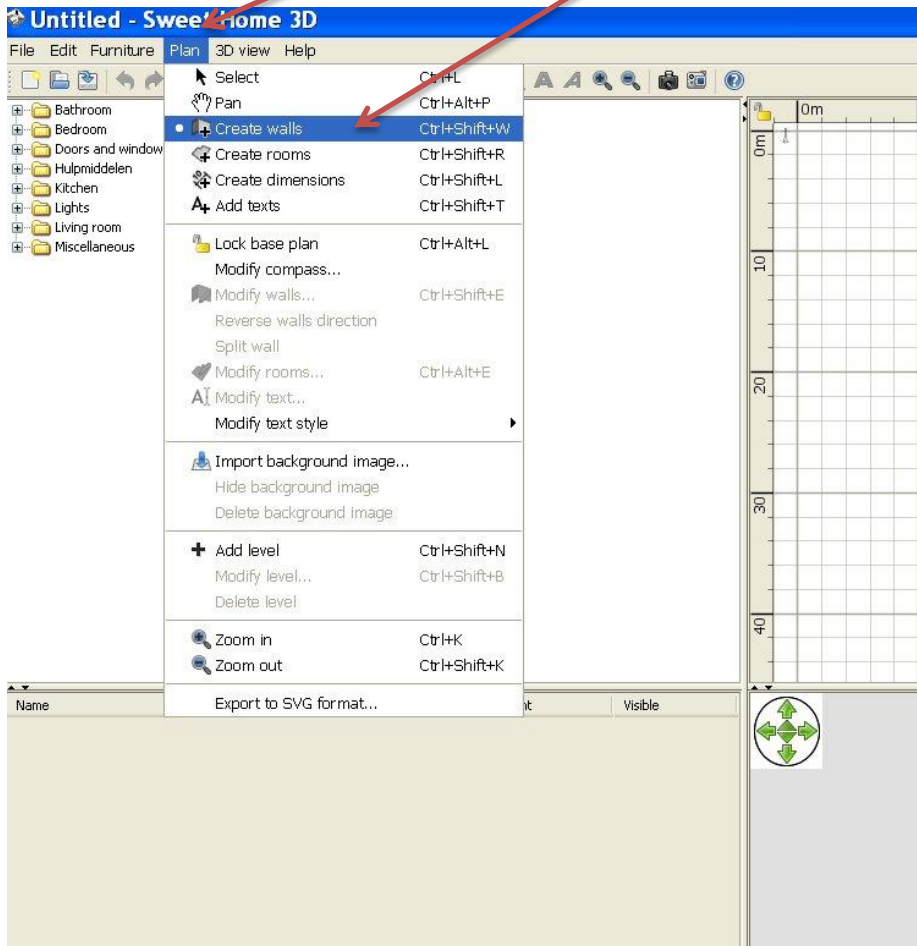 Untitled - Sweet Home 3D
File Edit Furniture Plan 3D view Help
Select Ctrl+L
Pan Ctrl+Alt+P
Create walls Ctrl+Shift+W
Create rooms Ctrl+Shift+R
Create dimensions Ctrl+Shift+L
Add texts Ctrl+Shift+T
Lock base plan Ctrl+Alt+L
Modify compass...
Modify walls... Ctrl+Shift+E
Reverse walls direction
Split wall
Modify rooms... Ctrl+Alt+E
Modify text...
Modify text style
Import background image...
Hide background image
Delete background image
Add level Ctrl+Shift+N
Modify level... Ctrl+Shift+B
Delete level
Zoom in Ctrl+K
Zoom out Ctrl+Shift+K
Export to SVG format...
Bathroom
Bedroom
Doors and window
Hulpmiddelen
Kitchen
Lights
Living room
Miscellaneous
0m
0m
10
20
30
40
Name ht Visible